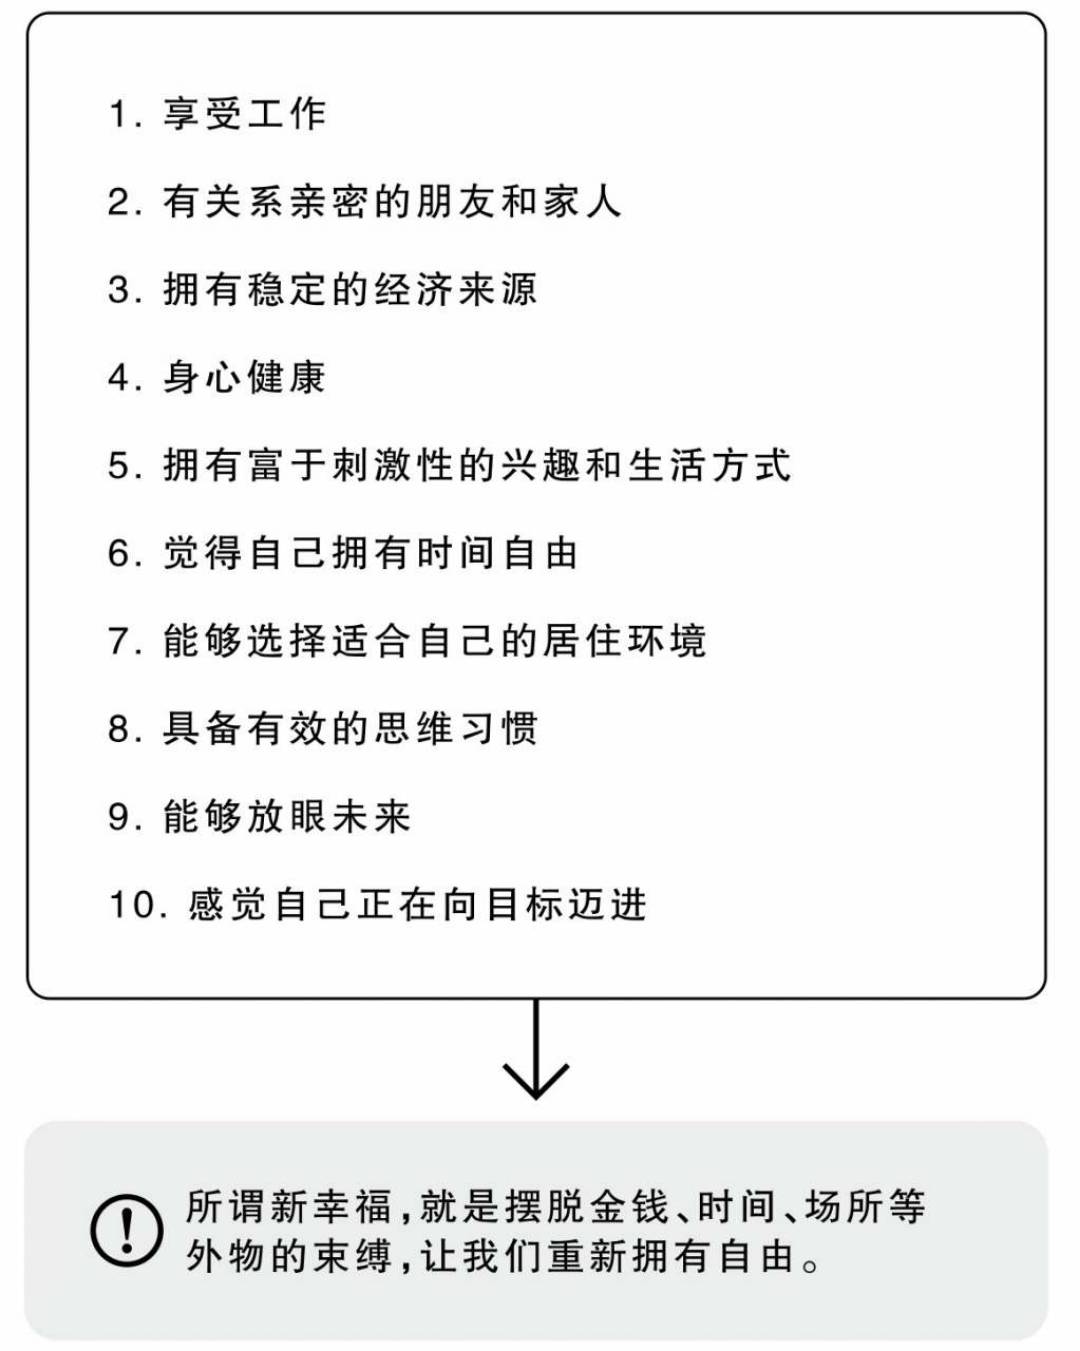 1. 享受工作
2. 有关系亲密的朋友和家人
3. 拥有稳定的经济来源
4. 身心健康
5. 拥有富于刺激性的兴趣和生活方式
6. 觉得自己拥有时间自由
7. 能够选择适合自己的居住环境
8. 具备有效的思维习惯
9. 能够放眼未来
10. 感觉自己正在向目标迈进
所谓新幸福,就是摆脱金钱、时间、场所等
外物的束缚,让我们重新拥有自由。